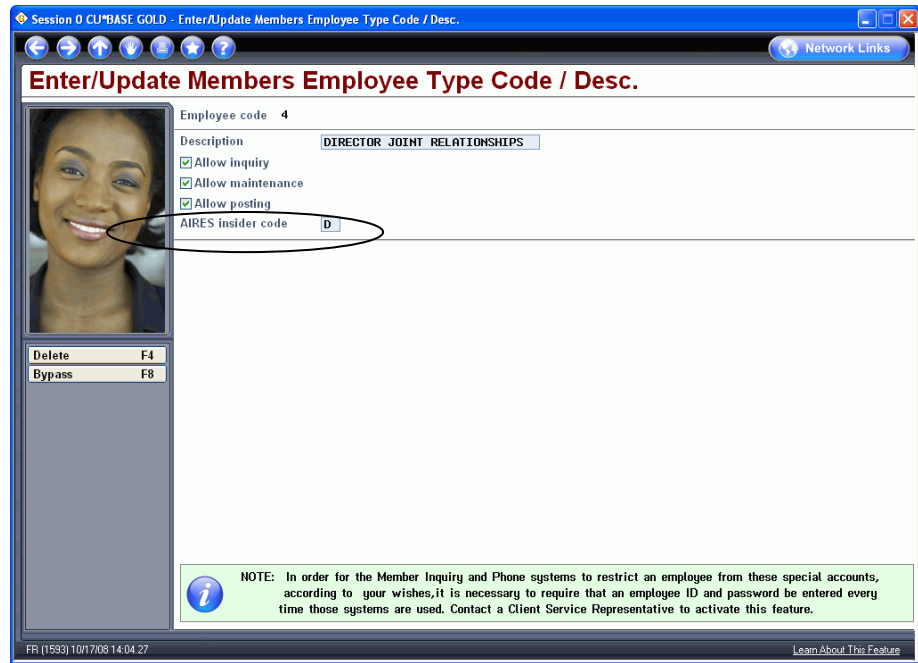 Session 0 CU*BASE GOLD - Enter/Update Members Employee Type Code / Desc.
Network Links
Enter/Update Members Employee Type Code / Desc.
Employee code 4
Description DIRECTOR JOINT RELATIONSHIPS
Allow inquiry
Allow maintenance
Allow posting
AIRES insider code D
Delete F4
Bypass F8
NOTE: In order for the Member Inquiry and Phone systems to restrict an employee from these special accounts,
according to your wishes,it is necessary to require that an employee ID and password be entered every
time those systems are used. Contact a Client Service Representative to activate this feature.
FR (1593) 10/17/08 14:04.27
Learn About This Feature